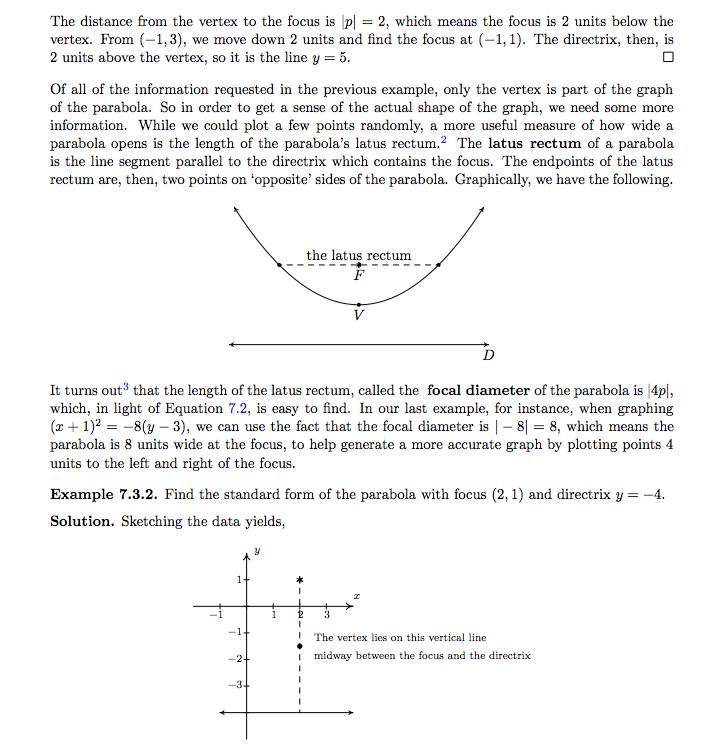 The distance from the vertex to the focus is |p| = 2, which means the focus is 2 units below the
vertex. From (−1, 3), we move down 2 units and find the focus at (−1, 1). The directrix, then, is
2 units above the vertex, so it is the line y = 5. □
Of all of the information requested in the previous example, only the vertex is part of the graph
of the parabola. So in order to get a sense of the actual shape of the graph, we need some more
information. While we could plot a few points randomly, a more useful measure of how wide a
parabola opens is the length of the parabola's latus rectum.² The latus rectum of a parabola
is the line segment parallel to the directrix which contains the focus. The endpoints of the latus
rectum are, then, two points on ‘opposite’ sides of the parabola. Graphically, we have the following.
the latus rectum
F
V
D
It turns out³ that the length of the latus rectum, called the focal diameter of the parabola is |4p|,
which, in light of Equation 7.2, is easy to find. In our last example, for instance, when graphing
(x + 1)² = −8(y − 3), we can use the fact that the focal diameter is | − 8| = 8, which means the
parabola is 8 units wide at the focus, to help generate a more accurate graph by plotting points 4
units to the left and right of the focus.
Example 7.3.2. Find the standard form of the parabola with focus (2, 1) and directrix y = −4.
Solution. Sketching the data yields,
y
1
x
−1 1 2 3
−1
The vertex lies on this vertical line
−2
midway between the focus and the directrix
−3